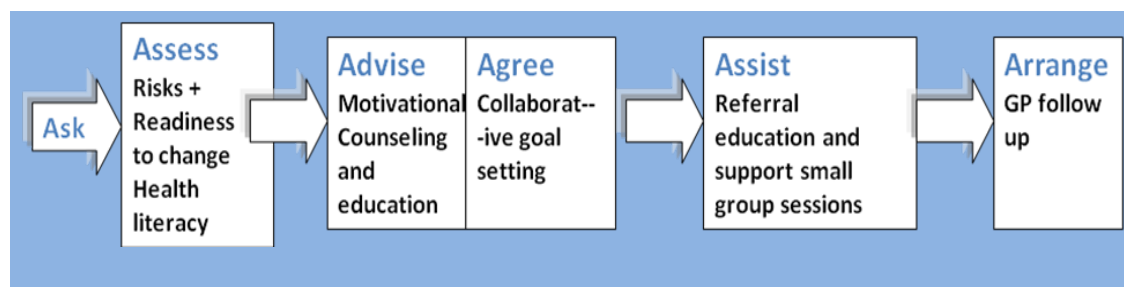 Ask
Assess
Risks +
Readiness
to change
Health
literacy
Advise
Motivational
Counseling
and
education
Agree
Collaborat--
-ive goal
setting
Assist
Referral
education and
support small
group sessions
Arrange
GP follow
up